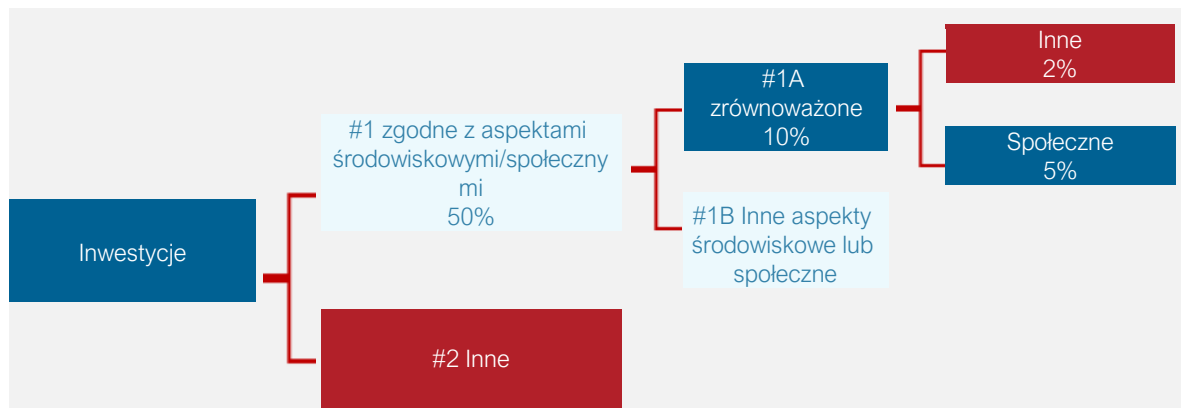 Inwestycje
#1 zgodne z aspektami
środowiskowymi/społeczny
mi
50%
#2 Inne
#1A
zrównoważone
10%
#1B Inne aspekty
środowiskowe lub
społeczne
Inne
2%
Społeczne
5%